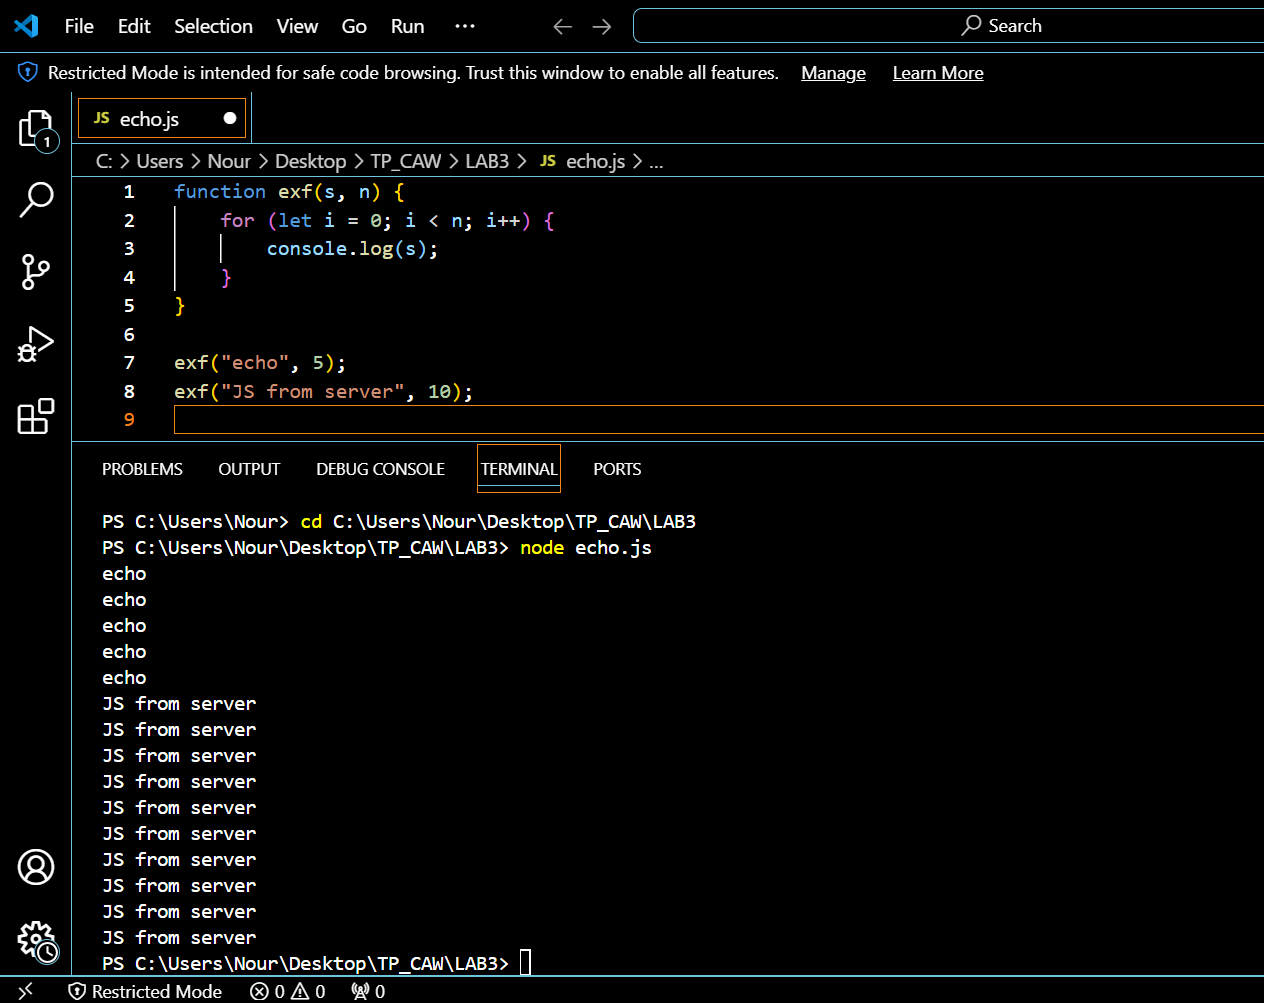 File Edit Selection View Go Run ··· Search
Restricted Mode is intended for safe code browsing. Trust this window to enable all features. Manage Learn More
JS echo.js
1
C: > Users > Nour > Desktop > TP_CAW > LAB3 > JS echo.js > ...
1 function exf(s, n) {
2     for (let i = 0; i < n; i++) {
3         console.log(s);
4     }
5 }
6
7 exf("echo", 5);
8 exf("JS from server", 10);
9
PROBLEMS OUTPUT DEBUG CONSOLE TERMINAL PORTS
PS C:\Users\Nour> cd C:\Users\Nour\Desktop\TP_CAW\LAB3
PS C:\Users\Nour\Desktop\TP_CAW\LAB3> node echo.js
echo
echo
echo
echo
echo
JS from server
JS from server
JS from server
JS from server
JS from server
JS from server
JS from server
JS from server
JS from server
JS from server
PS C:\Users\Nour\Desktop\TP_CAW\LAB3>
Restricted Mode 0 0 0